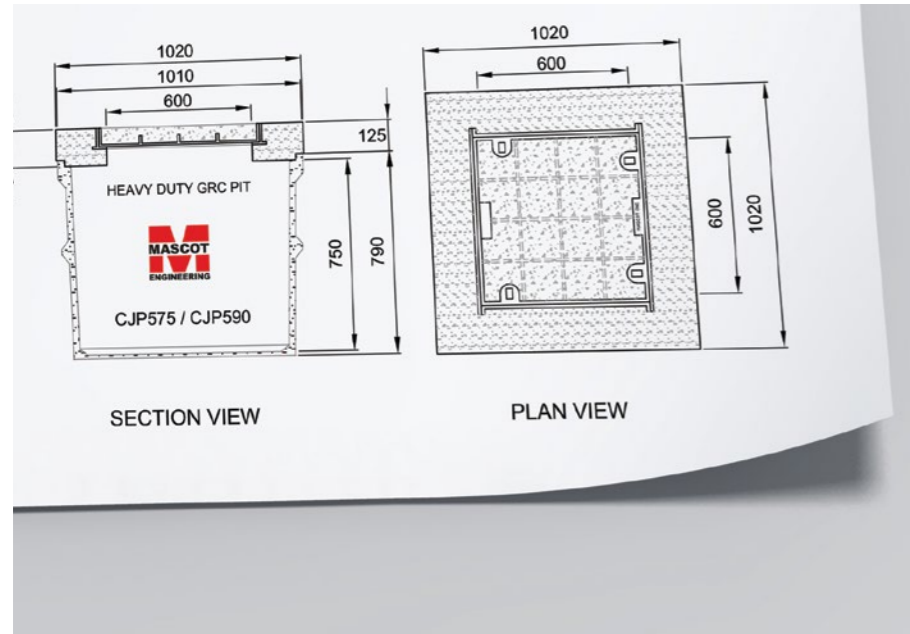 1020
1010
600
125
HEAVY DUTY GRC PIT
MASCOT
ENGINEERING
CJP575 / CJP590
750
790
SECTION VIEW
1020
600
600
1020
PLAN VIEW